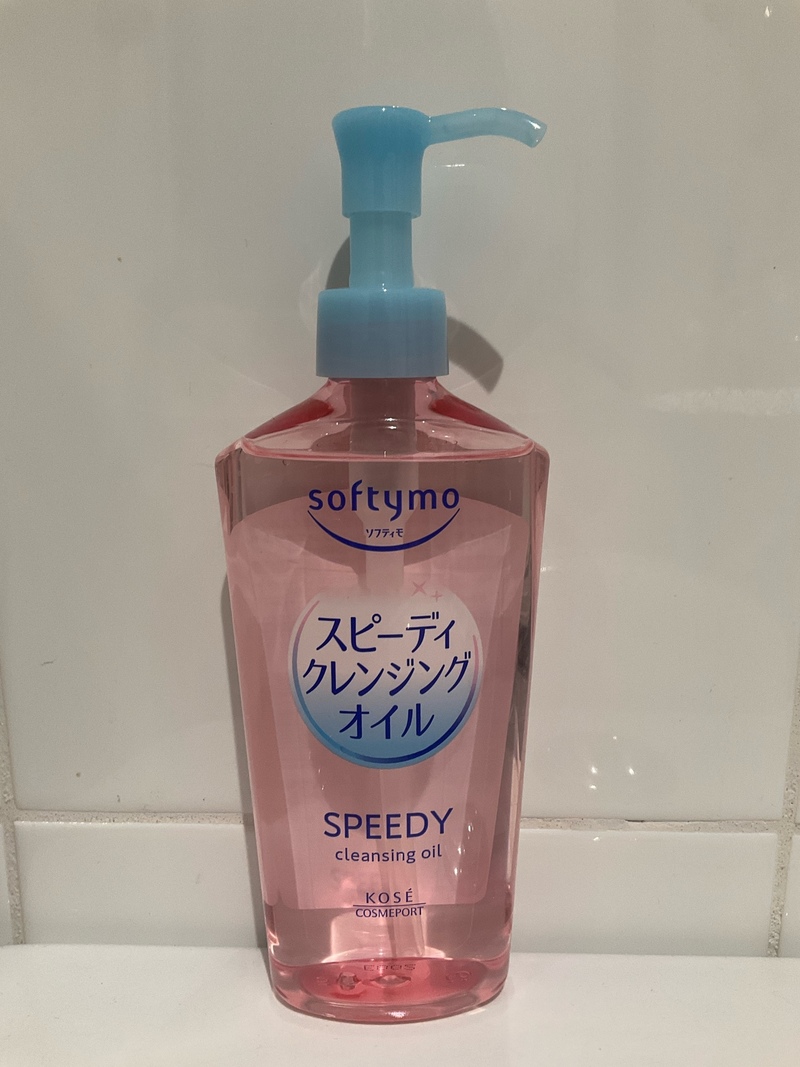 softymo
ソフティモ
スピーディ
クレンジング
オイル
SPEEDY
cleansing oil
KOSÉ
COSMEPORT